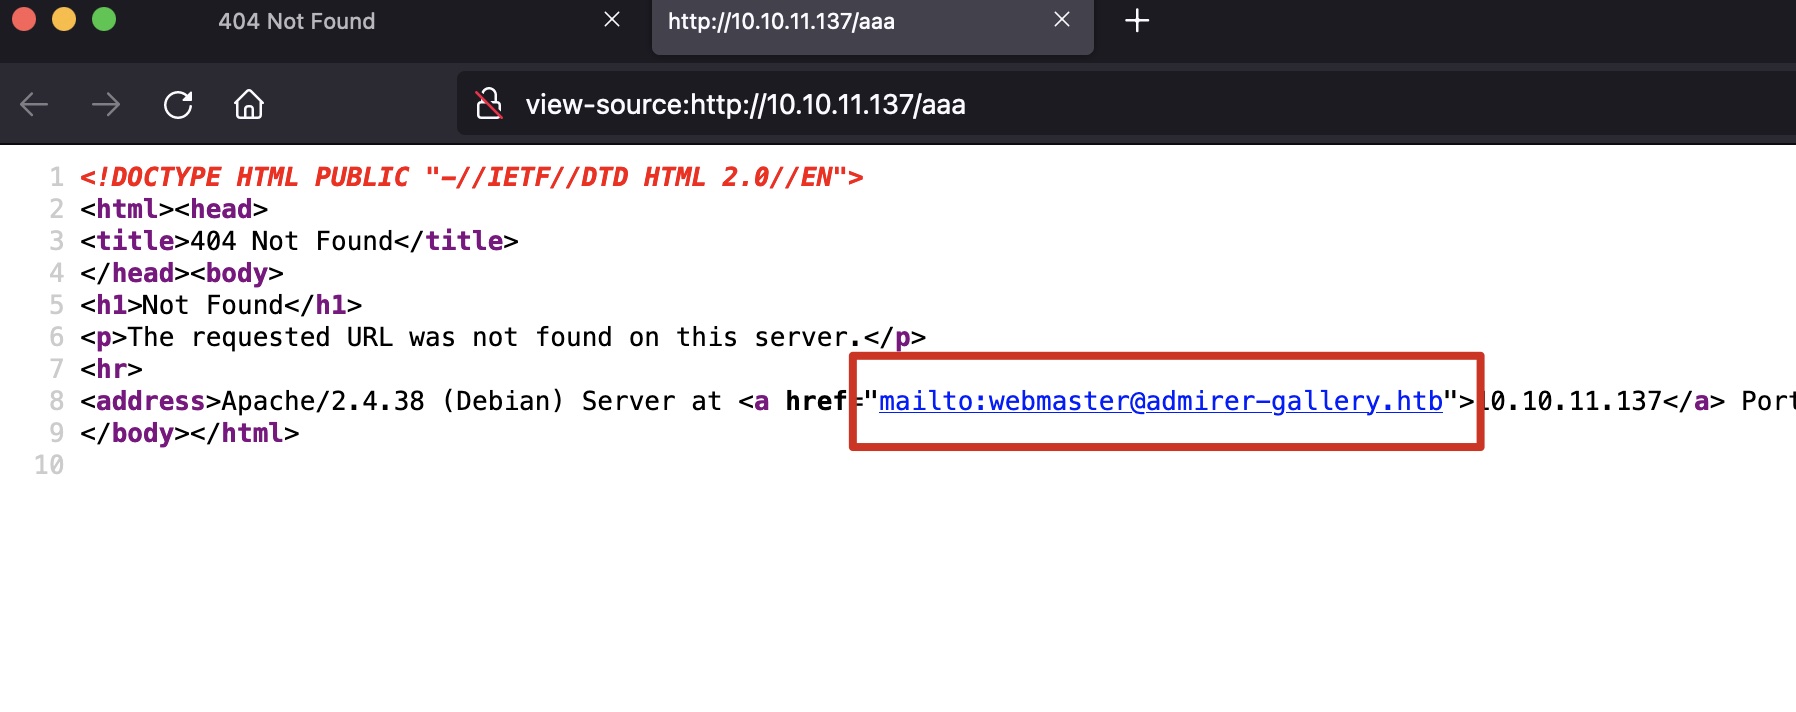 404 Not Found
http://10.10.11.137/aaa
view-source:http://10.10.11.137/aaa
1 <!DOCTYPE HTML PUBLIC "-//IETF//DTD HTML 2.0//EN">
2 <html><head>
3 <title>404 Not Found</title>
4 </head><body>
5 <h1>Not Found</h1>
6 <p>The requested URL was not found on this server.</p>
7 <hr>
8 <address>Apache/2.4.38 (Debian) Server at <a href="mailto:webmaster@admirer-gallery.htb">10.10.11.137</a> Port
9 </body></html>
10